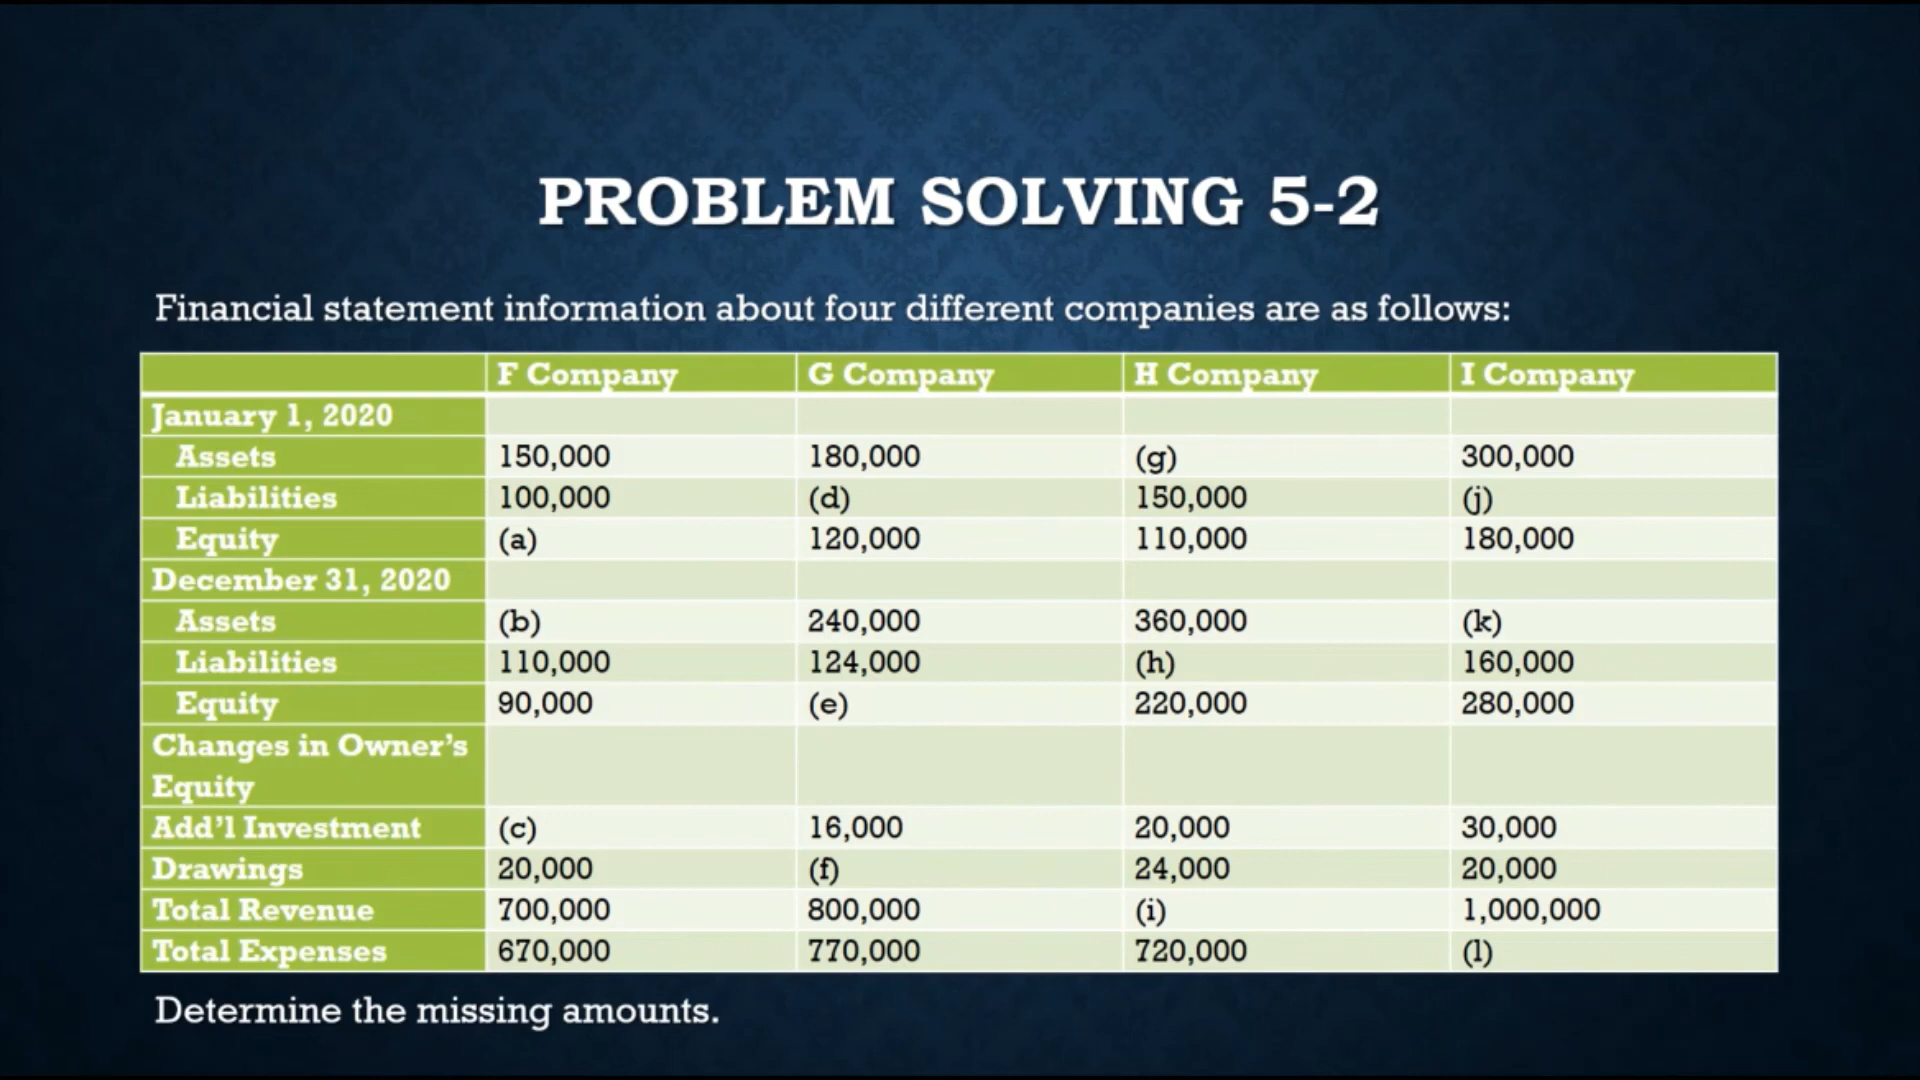 PROBLEM SOLVING 5-2
Financial statement information about four different companies are as follows:
F Company G Company H Company I Company
January 1, 2020
Assets 150,000 180,000 (g) 300,000
Liabilities 100,000 (d) 150,000 (j)
Equity (a) 120,000 110,000 180,000
December 31, 2020
Assets (b) 240,000 360,000 (k)
Liabilities 110,000 124,000 (h) 160,000
Equity 90,000 (e) 220,000 280,000
Changes in Owner's
Equity
Add'l Investment (c) 16,000 20,000 30,000
Drawings 20,000 (f) 24,000 20,000
Total Revenue 700,000 800,000 (i) 1,000,000
Total Expenses 670,000 770,000 720,000 (l)
Determine the missing amounts.